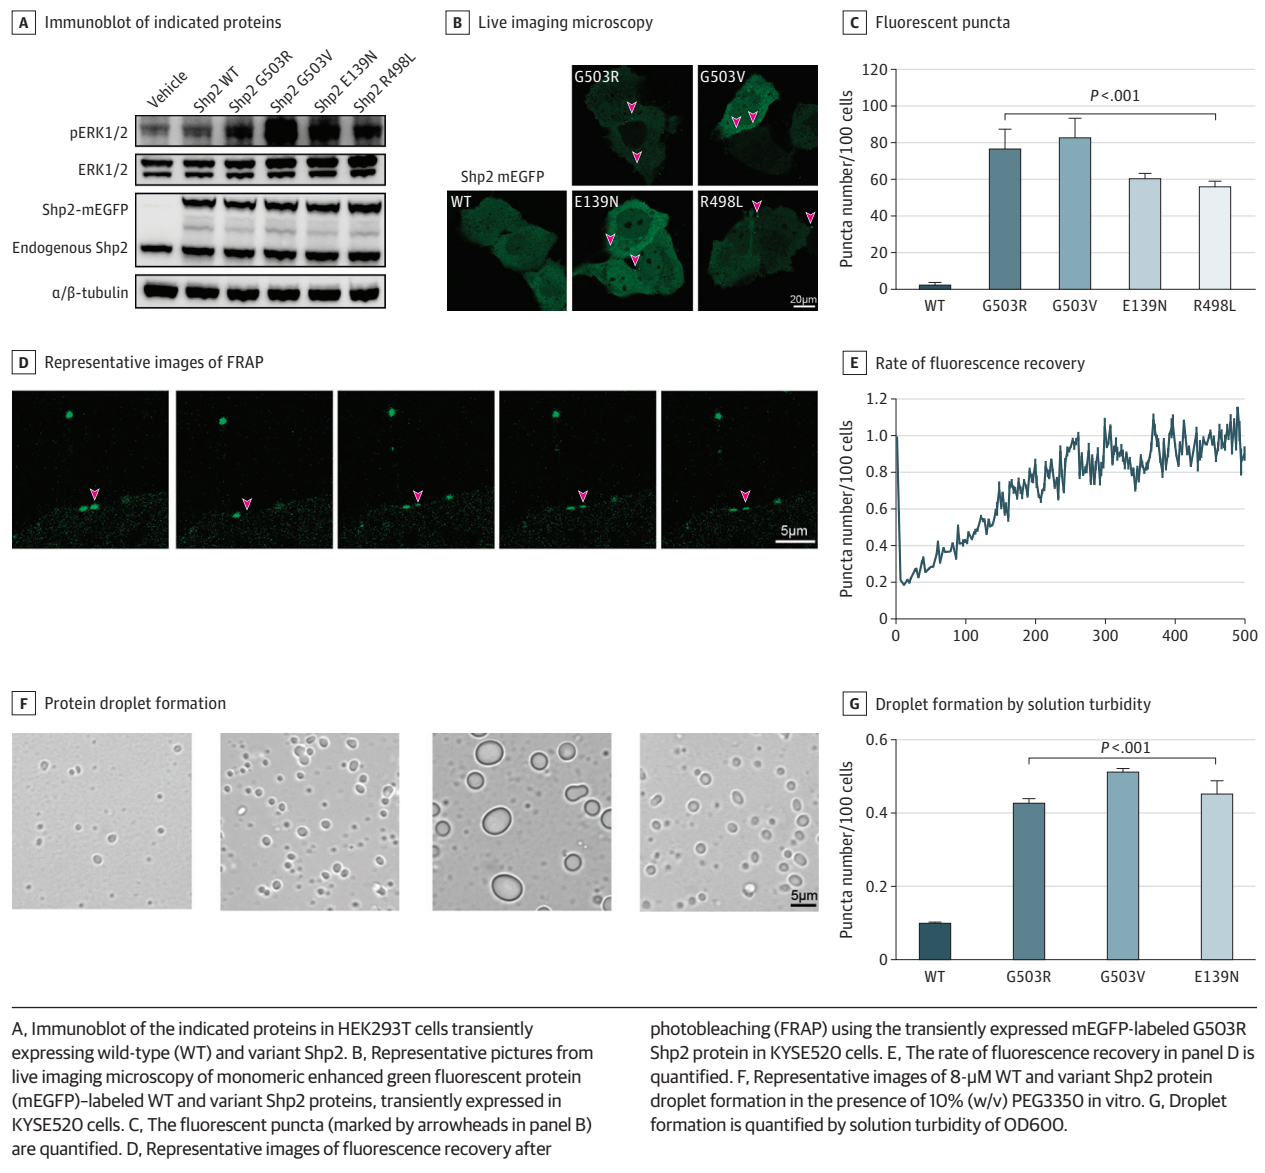 A Immunoblot of indicated proteins
Vehicle
Shp2 WT
Shp2 G503R
Shp2 G503V
Shp2 E139N
Shp2 R498L
pERK1/2
ERK1/2
Shp2-mEGFP
Endogenous Shp2
α/β-tubulin
B Live imaging microscopy
G503R
G503V
Shp2 mEGFP
WT
E139N
R498L
20μm
C Fluorescent puncta
Puncta number/100 cells
120
100
80
60
40
20
0
P <.001
WT G503R G503V E139N R498L
D Representative images of FRAP
5μm
E Rate of fluorescence recovery
Puncta number/100 cells
1.2
1.0
0.8
0.6
0.4
0.2
0
0 100 200 300 400 500
F Protein droplet formation
5μm
G Droplet formation by solution turbidity
Puncta number/100 cells
0.6
0.4
0.2
0
P <.001
WT G503R G503V E139N
A, Immunoblot of the indicated proteins in HEK293T cells transiently
expressing wild-type (WT) and variant Shp2. B, Representative pictures from
live imaging microscopy of monomeric enhanced green fluorescent protein
(mEGFP)–labeled WT and variant Shp2 proteins, transiently expressed in
KYSE520 cells. C, The fluorescent puncta (marked by arrowheads in panel B)
are quantified. D, Representative images of fluorescence recovery after
photobleaching (FRAP) using the transiently expressed mEGFP-labeled G503R
Shp2 protein in KYSE520 cells. E, The rate of fluorescence recovery in panel D is
quantified. F, Representative images of 8-μM WT and variant Shp2 protein
droplet formation in the presence of 10% (w/v) PEG3350 in vitro. G, Droplet
formation is quantified by solution turbidity of OD600.